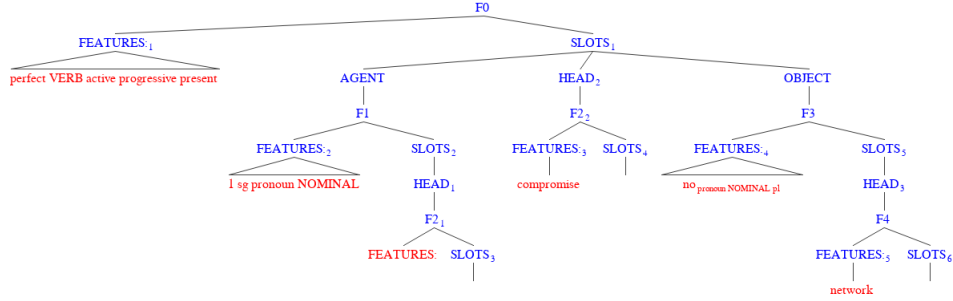 F0
FEATURES:1 SLOTS1
perfect VERB active progressive present AGENT HEAD2 OBJECT
F1 F22 F3
FEATURES:2 SLOTS2 FEATURES:3 SLOTS4 FEATURES:4 SLOTS5
1 sg pronoun NOMINAL HEAD1 compromise no pronoun NOMINAL pl HEAD3
F21 F4
FEATURES: SLOTS3 FEATURES:5 SLOTS6
network